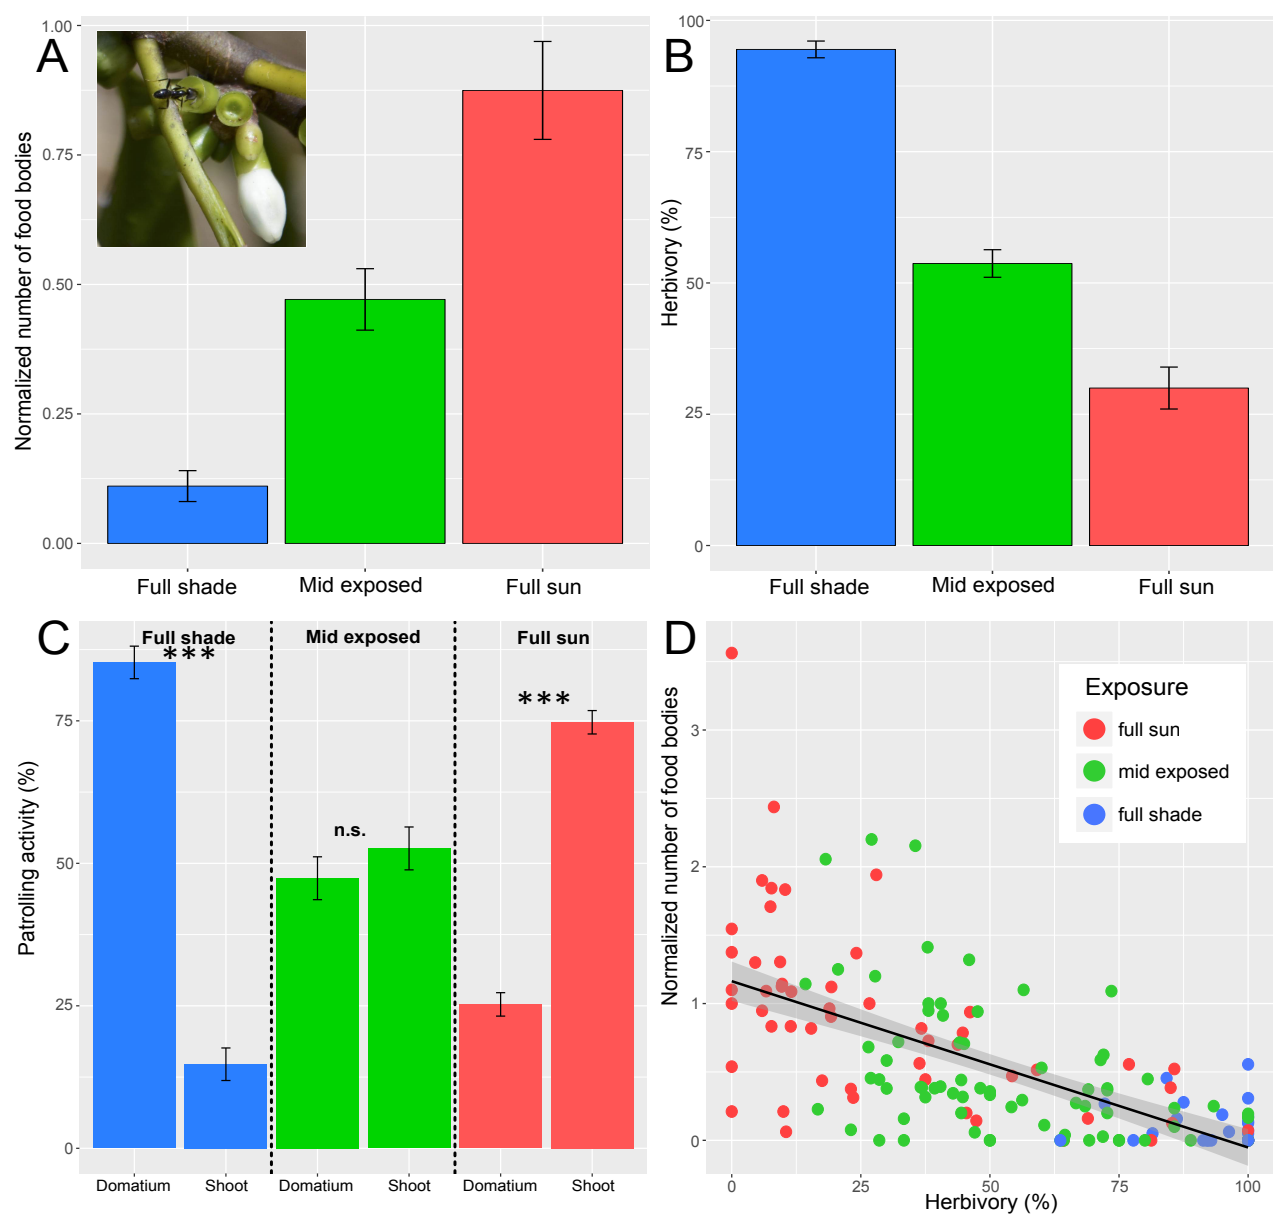 A
Normalized number of food bodies
1.00
0.75
0.50
0.25
0.00
Full shade
Mid exposed
Full sun
B
Herbivory (%)
100
75
50
25
0
Full shade
Mid exposed
Full sun
C
Patrolling activity (%)
75
50
25
0
Full shade
***
Mid exposed
n.s.
Full sun
***
Domatium
Shoot
Domatium
Shoot
Domatium
Shoot
D
Normalized number of food bodies
3
2
1
0
Exposure
full sun
mid exposed
full shade
0
25
50
75
100
Herbivory (%)